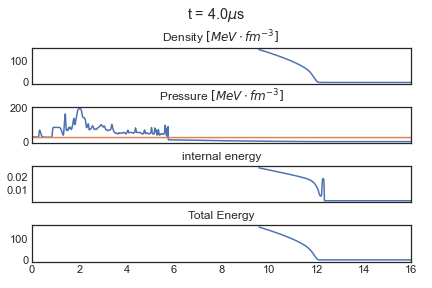 t = 4.0μs
Density [MeV · fm⁻³]
100
0
Pressure [MeV · fm⁻³]
200
0
internal energy
0.02
0.01
Total Energy
100
0
0 2 4 6 8 10 12 14 16